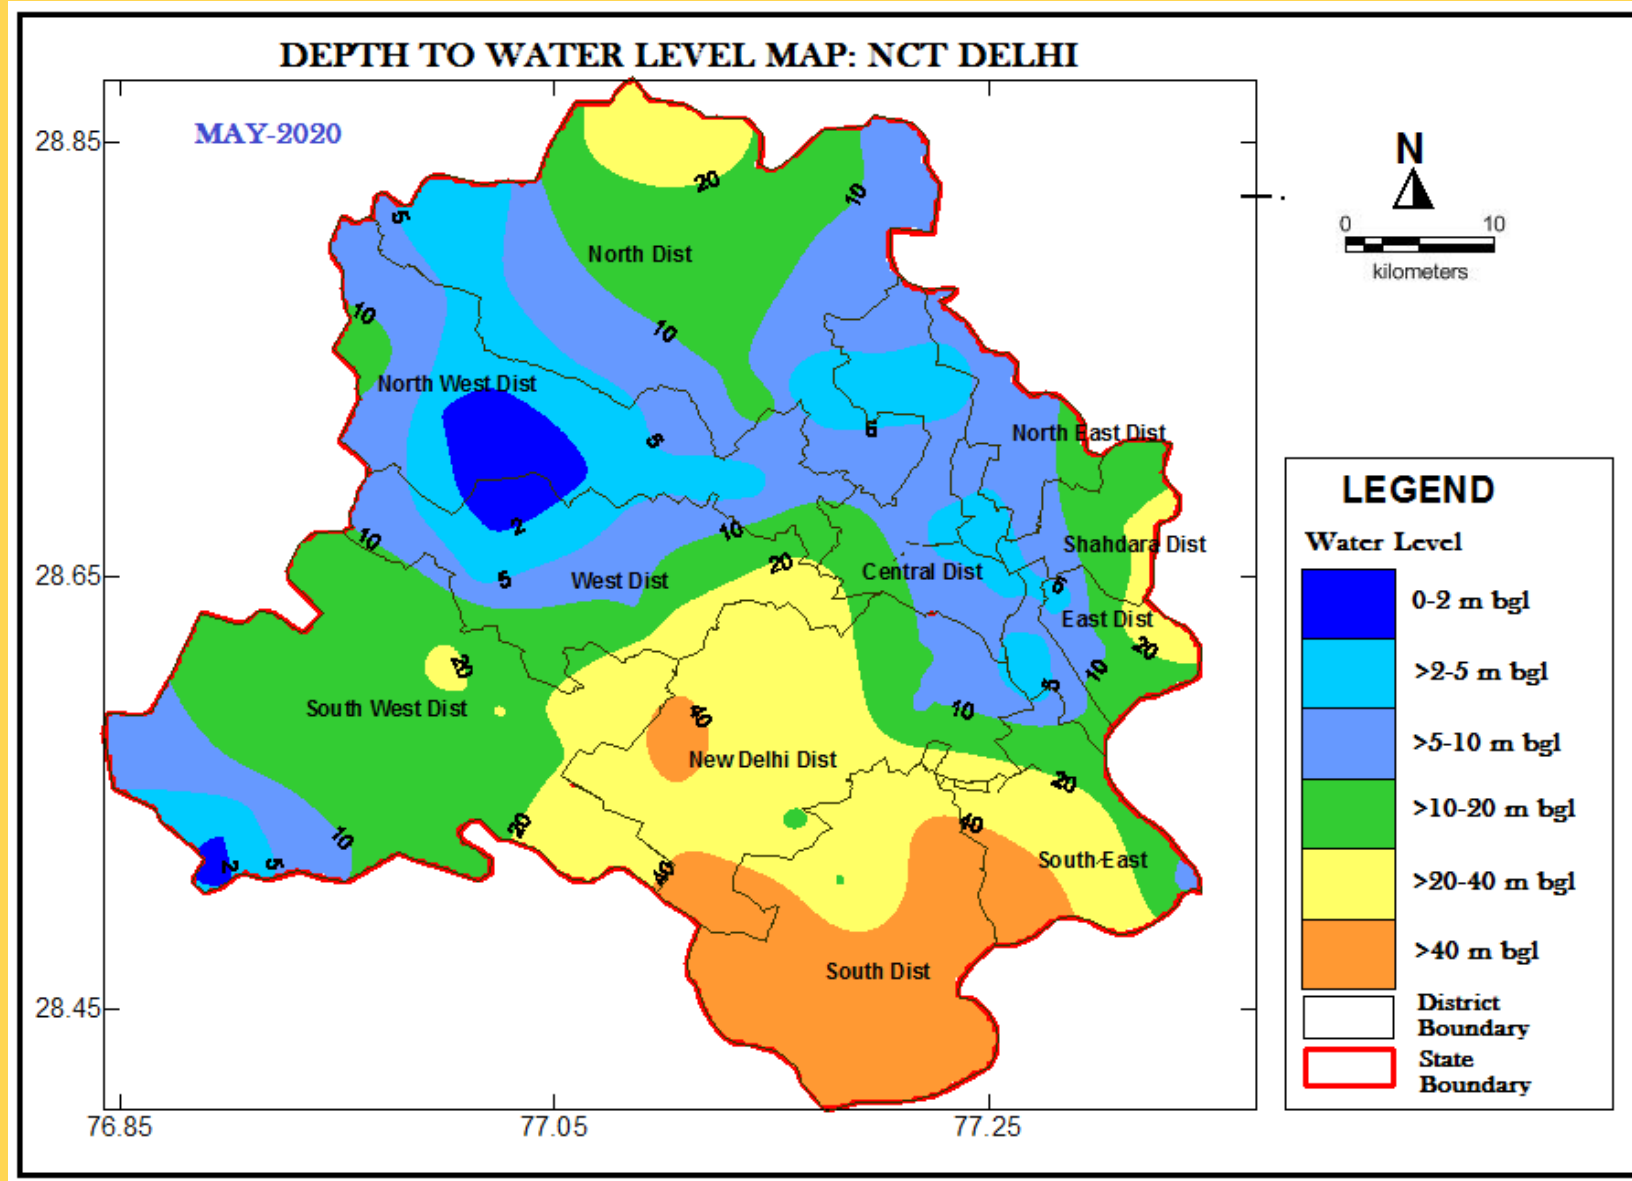 DEPTH TO WATER LEVEL MAP: NCT DELHI
MAY-2020
28.85
28.65
28.45
76.85
77.05
77.25
N
0 10
kilometers
20
10
5
North Dist
10
10
North West Dist
5
5
North East Dist
2
10
10
5
20
West Dist
Central Dist
Shahdara Dist
5
East Dist
20
20
10
5
South West Dist
10
40
New Delhi Dist
20
20
40
10
2
5
40
South East
South Dist
LEGEND
Water Level
0-2 m bgl
>2-5 m bgl
>5-10 m bgl
>10-20 m bgl
>20-40 m bgl
>40 m bgl
District
Boundary
State
Boundary